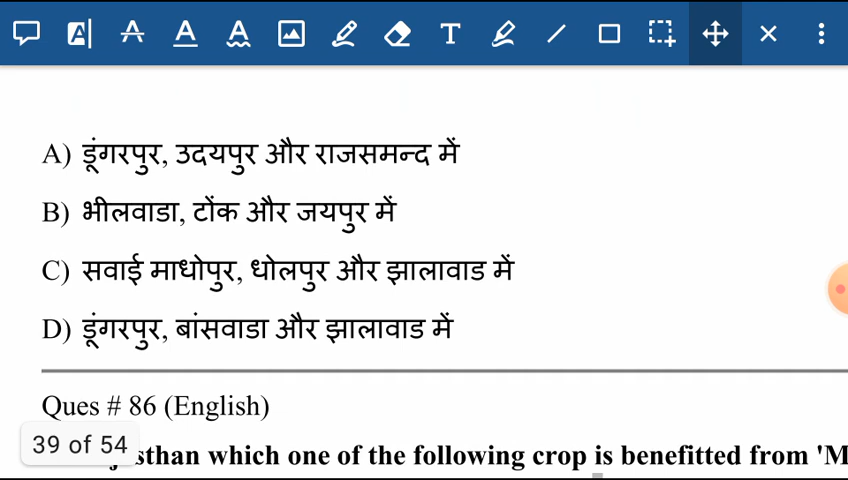 A) डूंगरपुर, उदयपुर और राजसमन्द में
B) भीलवाडा, टोंक और जयपुर में
C) सवाई माधोपुर, धोलपुर और झालावाड में
D) डूंगरपुर, बांसवाडा और झालावाड में
Ques # 86 (English)
39 of 54
which one of the following crop is benefitted from